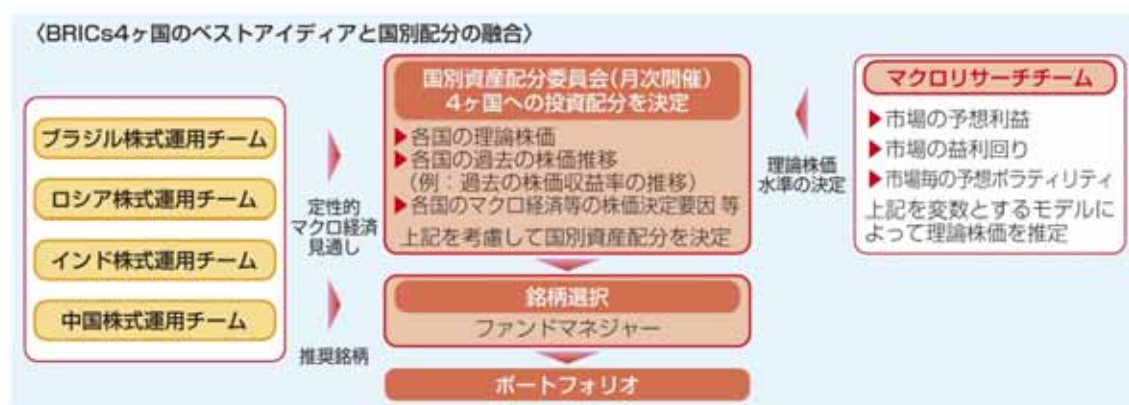 〈BRICs4ヶ国のベストアイディアと国別配分の融合〉
ブラジル株式運用チーム
ロシア株式運用チーム
インド株式運用チーム
中国株式運用チーム
定性的
マクロ経済
見通し
推奨銘柄
国別資産配分委員会(月次開催)
4ヶ国への投資配分を決定
▶各国の理論株価
▶各国の過去の株価推移
(例：過去の株価収益率の推移)
▶各国のマクロ経済等の株価決定要因 等
上記を考慮して国別資産配分を決定
銘柄選択
ファンドマネジャー
ポートフォリオ
理論株価
水準の決定
マクロリサーチチーム
▶市場の予想利益
▶市場の益利回り
▶市場毎の予想ボラティリティ
上記を変数とするモデルに
よって理論株価を推定